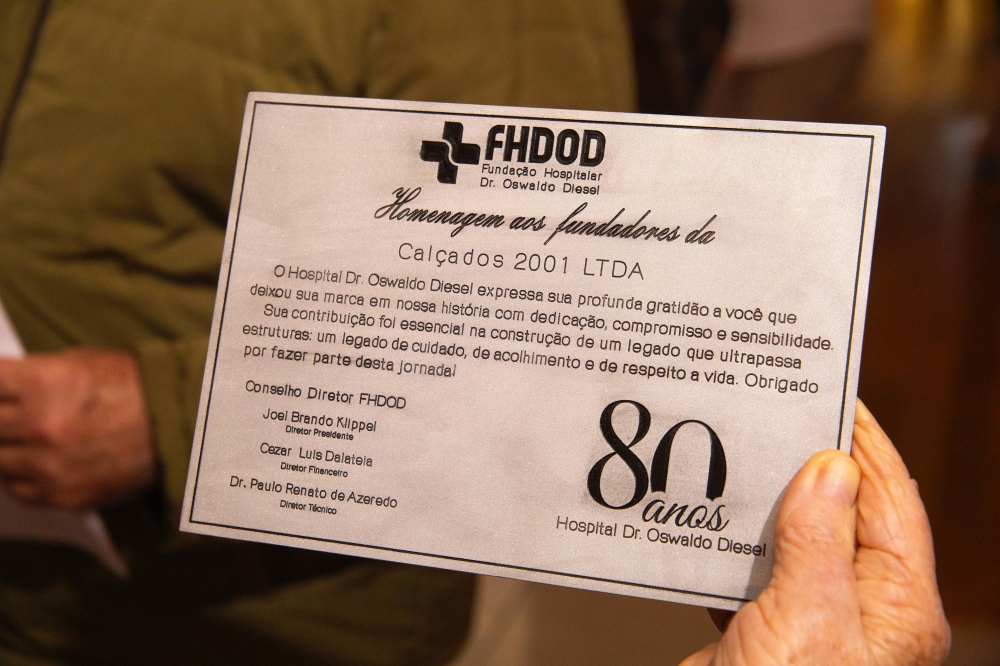 FHDOD
Fundação Hospitalar
Dr. Oswaldo Diesel
Homenagem aos fundadores da
Calçados 2001 LTDA
O Hospital Dr. Oswaldo Diesel expressa sua profunda gratidão a você que
deixou sua marca em nossa história com dedicação, compromisso e sensibilidade.
Sua contribuição foi essencial na construção de um legado que ultrapassa
estruturas: um legado de cuidado, de acolhimento e de respeito a vida. Obrigado
por fazer parte desta jornada!
Conselho Diretor FHDOD
Joel Brando Klippel
Diretor Presidente
Cezar Luis Dalateia
Diretor Financeiro
Dr. Paulo Renato de Azeredo
Diretor Técnico
80
anos
Hospital Dr. Oswaldo Diesel